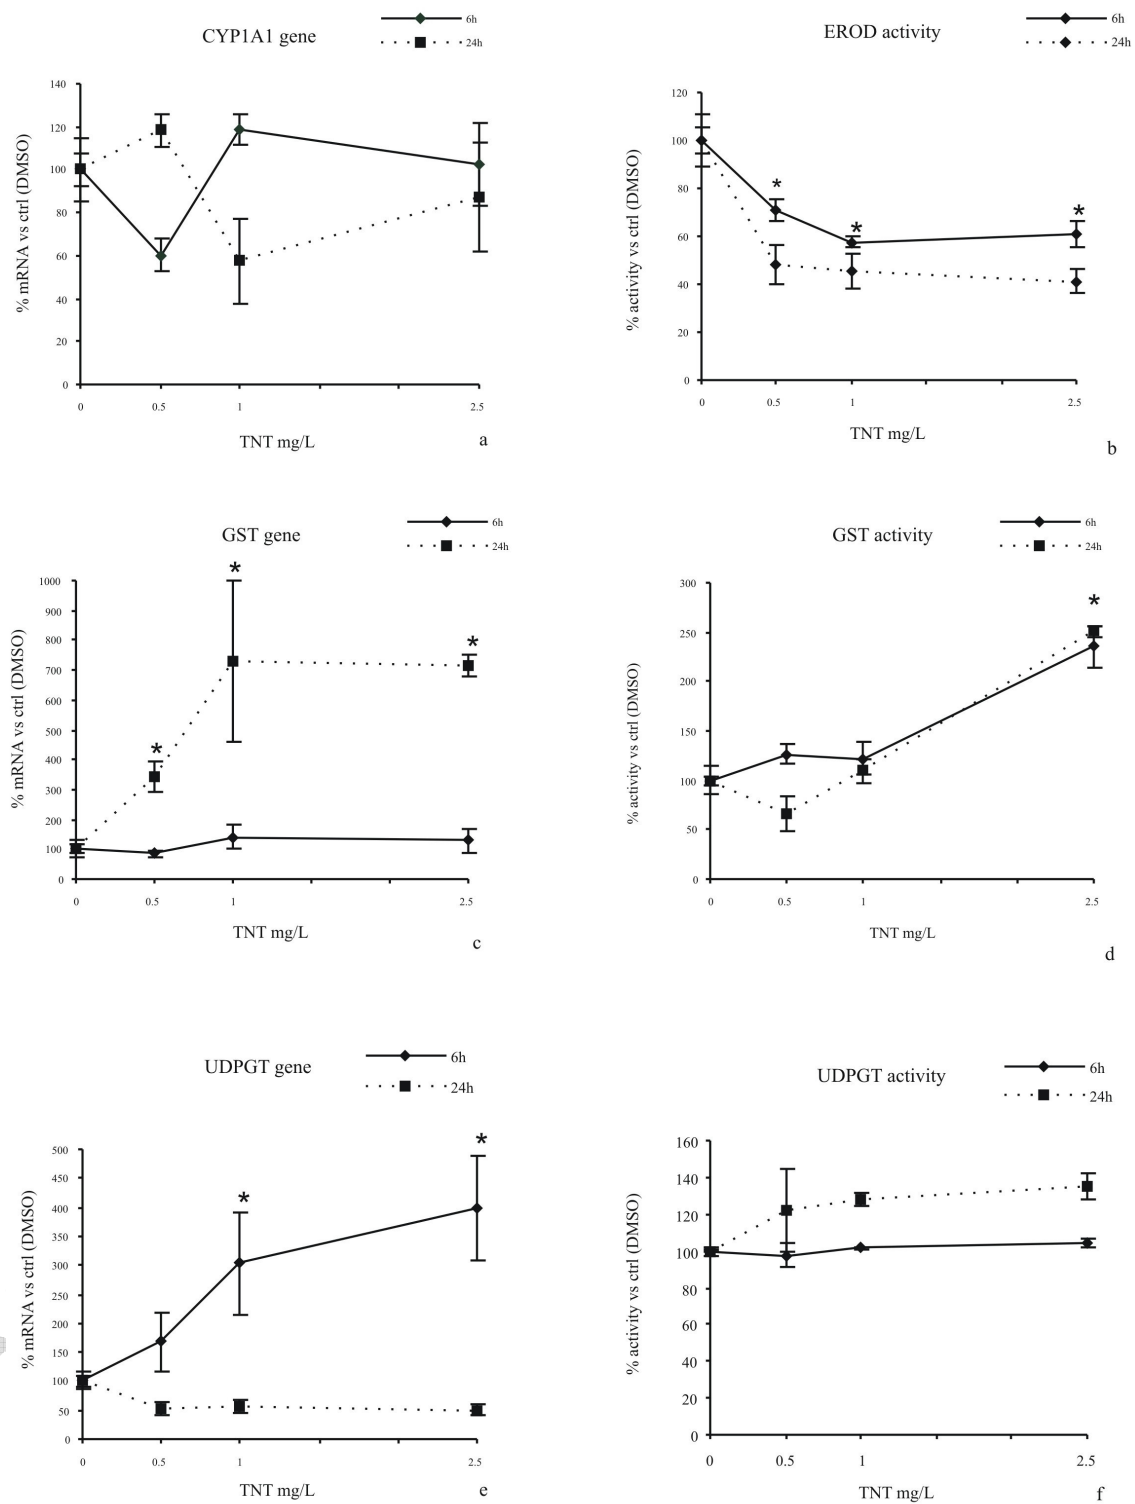 CYP1A1 gene
6h
24h
% mRNA vs ctrl (DMSO)
140
120
100
80
60
40
20
0
0 0.5 1 2.5
TNT mg/L
a
EROD activity
6h
24h
% activity vs ctrl (DMSO)
120
100
80
60
40
20
0
* * *
0 0.5 1 2.5
TNT mg/L
b
GST gene
6h
24h
% mRNA vs ctrl (DMSO)
1000
900
800
700
600
500
400
300
200
100
0
* * *
0 0.5 1 2.5
TNT mg/L
c
GST activity
6h
24h
% activity vs ctrl (DMSO)
300
250
200
150
100
50
0
*
0 0.5 1 2.5
TNT mg/L
d
UDPGT gene
6h
24h
% mRNA vs ctrl (DMSO)
500
450
400
350
300
250
200
150
100
50
0
* *
0 0.5 1 2.5
TNT mg/L
e
UDPGT activity
6h
24h
% activity vs ctrl (DMSO)
160
140
120
100
80
60
40
20
0
0 0.5 1 2.5
TNT mg/L
f